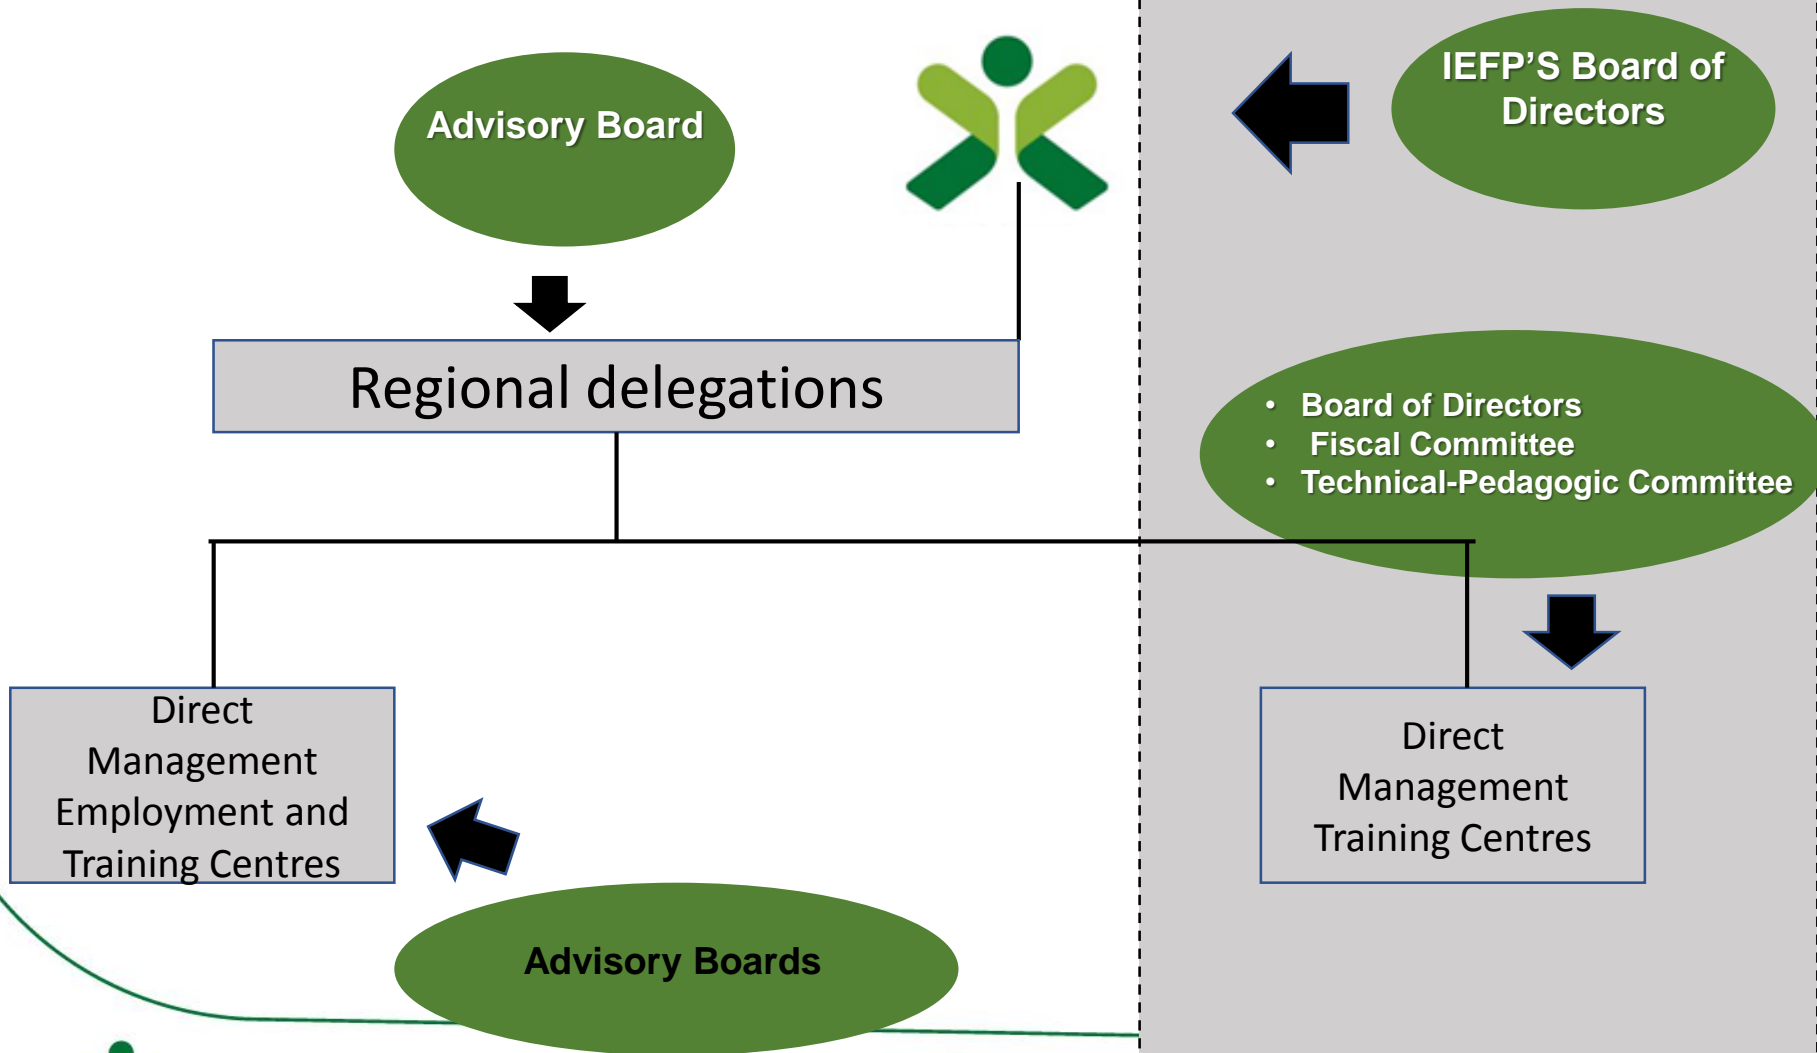 Advisory Board
IEFP'S Board of
Directors
Regional delegations
• Board of Directors
• Fiscal Committee
• Technical-Pedagogic Committee
Direct
Management
Employment and
Training Centres
Direct
Management
Training Centres
Advisory Boards